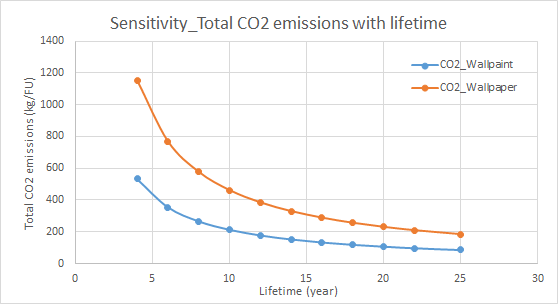 Sensitivity_Total CO2 emissions with lifetime
1400
1200
1000
800
600
400
200
0
Total CO2 emissions (kg/FU)
CO2_Wallpaint
CO2_Wallpaper
0 5 10 15 20 25 30
Lifetime (year)